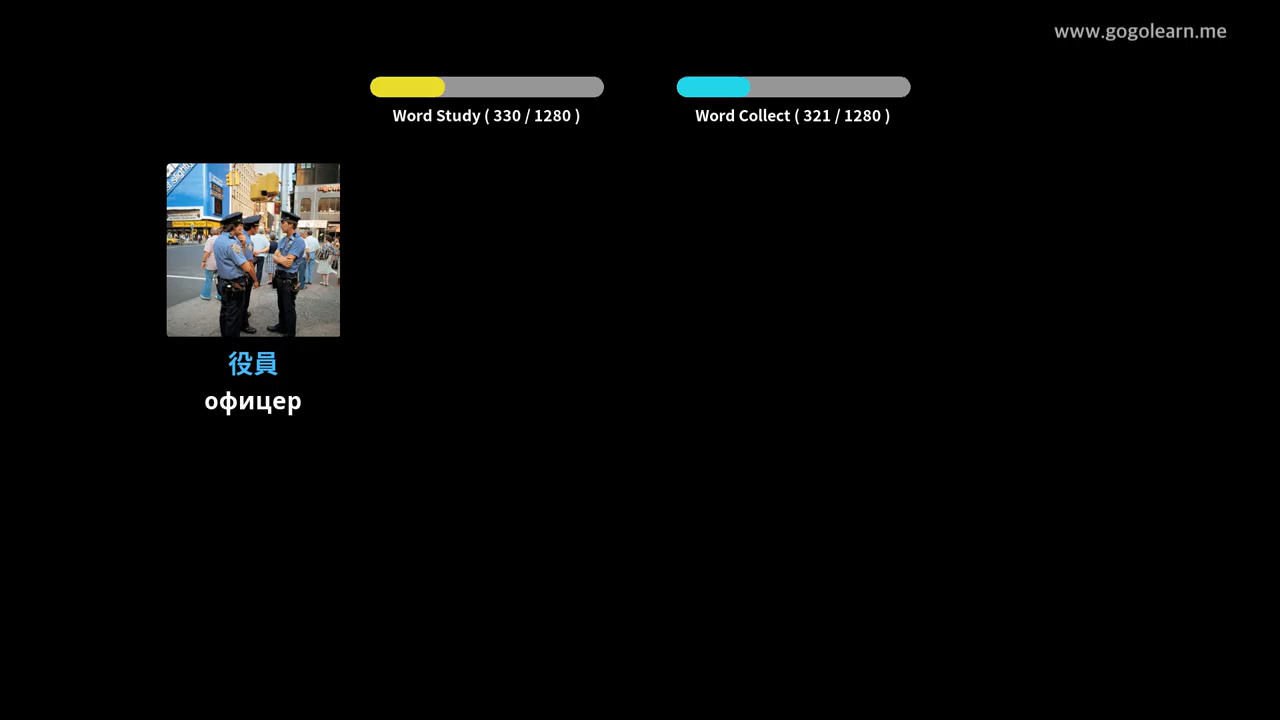 www.gogolearn.me
Word Study ( 330 / 1280 )
Word Collect ( 321 / 1280 )
役員
офицер